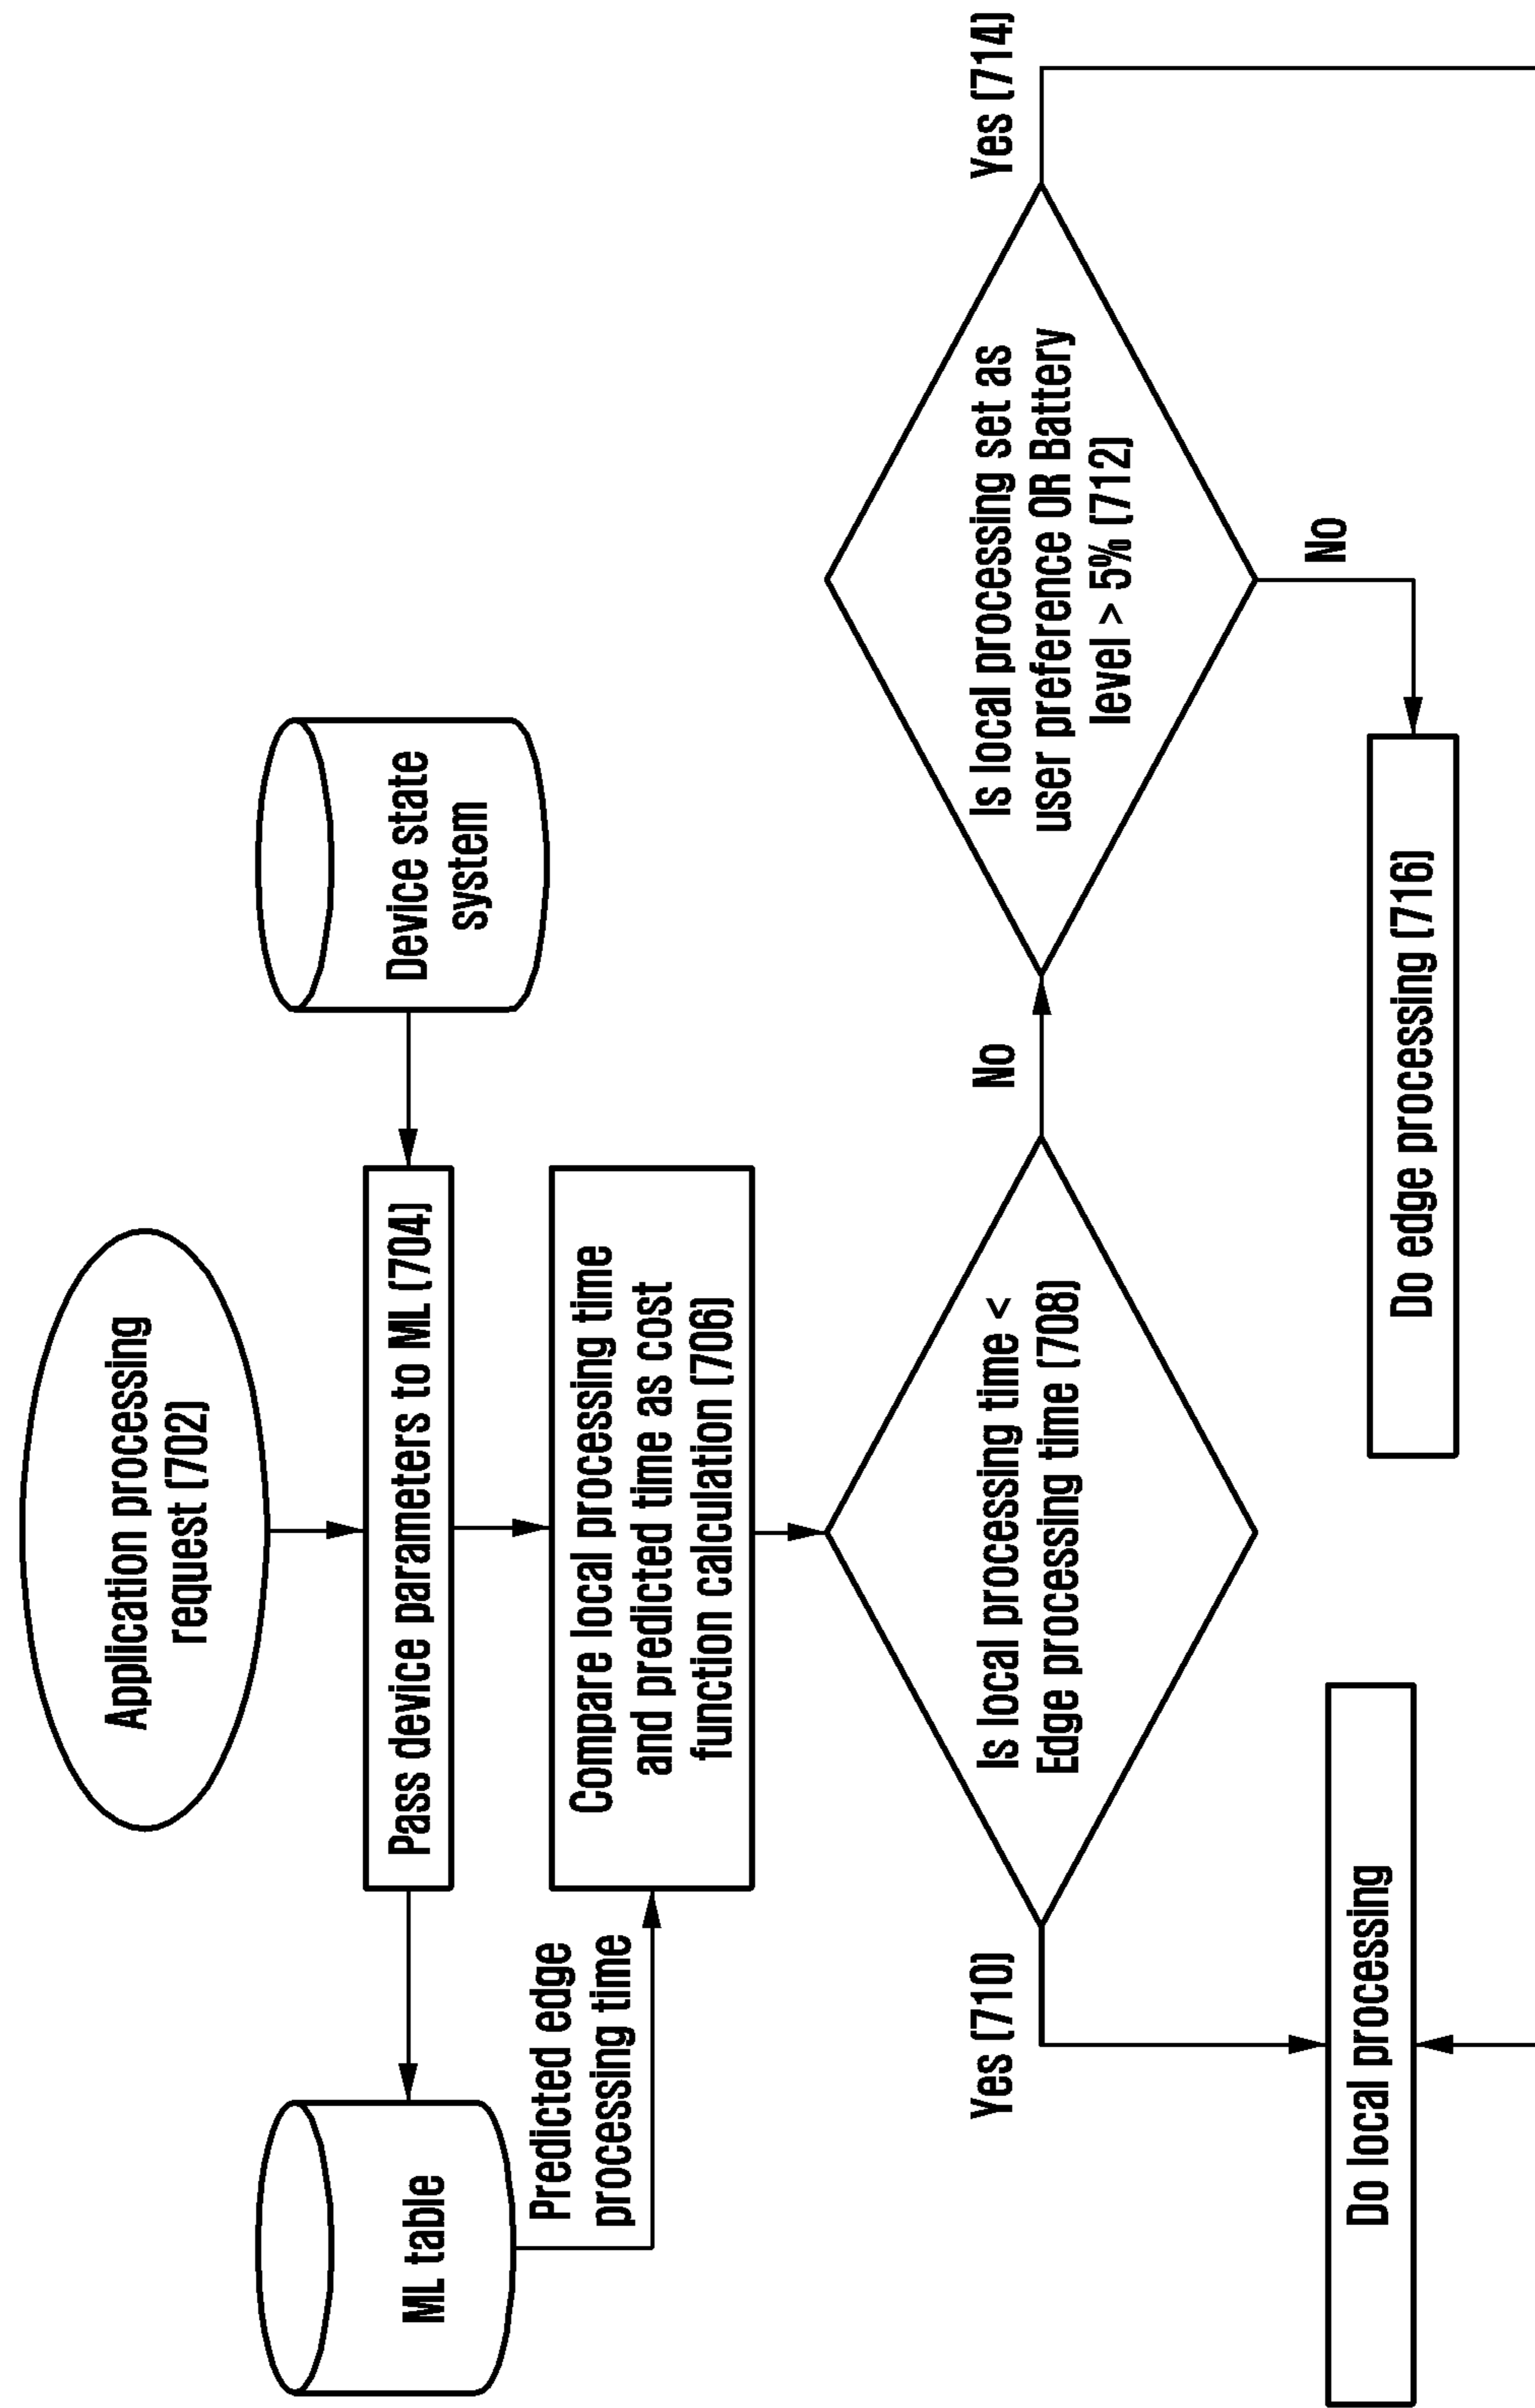 Application processing
request (702)
Device state
system
Pass device parameters to ML (704)
ML table
Predicted edge
processing time
Compare local processing time
and predicted time as cost
function calculation (706)
Is local processing time <
Edge processing time (708)
Yes (710)
No
Is local processing set as
user preference OR Battery
level > 5% (712)
Yes (714)
No
Do local processing
Do edge processing (716)